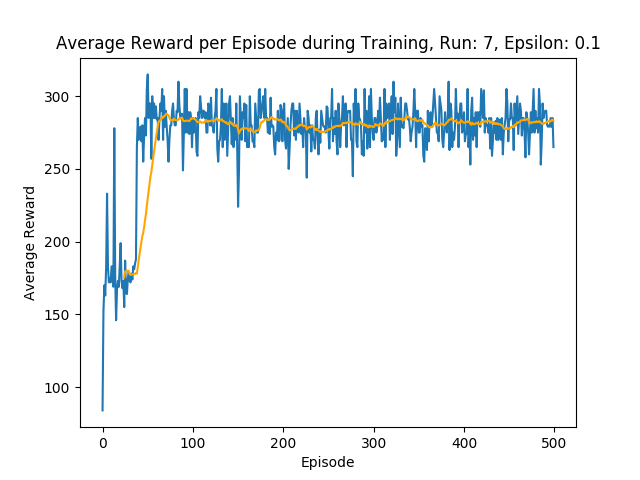 Average Reward per Episode during Training, Run: 7, Epsilon: 0.1
Average Reward
300
250
200
150
100
0 100 200 300 400 500
Episode